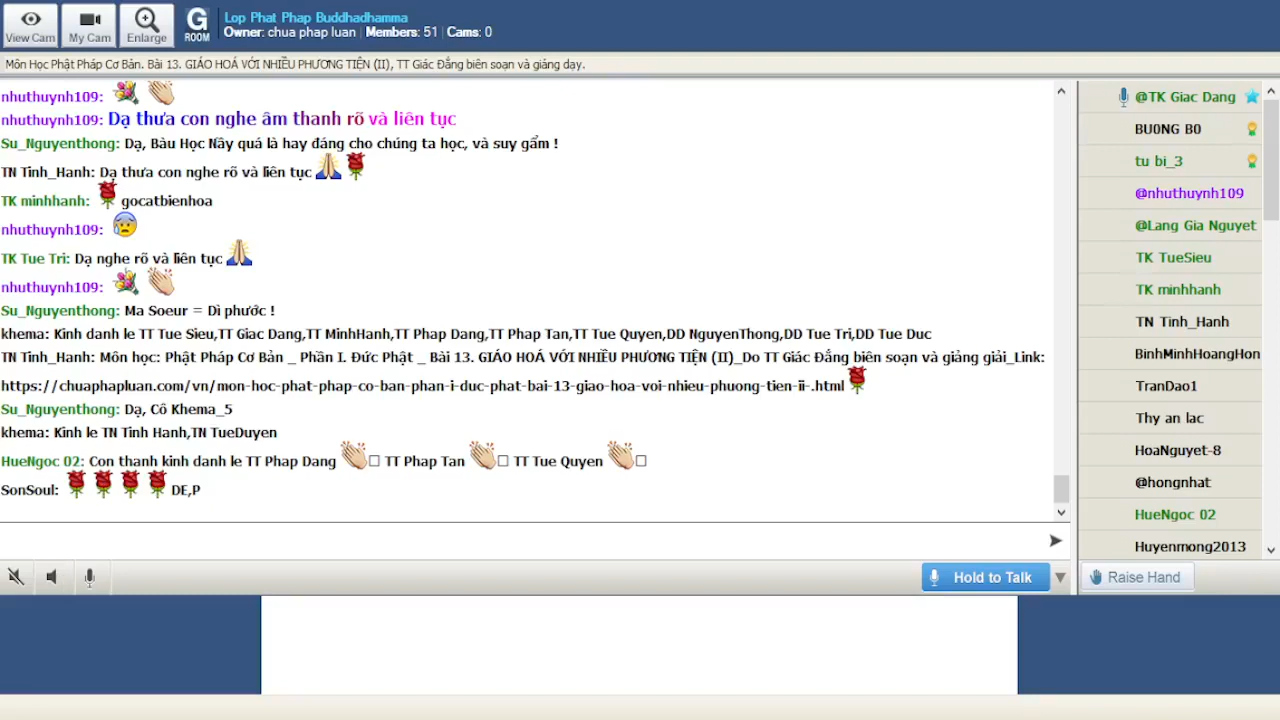 View Cam
My Cam
Enlarge
G
ROOM
Lop Phat Phap Buddhadhamma
Owner: chua phap luan Members: 51 Cams: 0
Môn Học Phật Pháp Cơ Bản. Bài 13. GIÁO HOÁ VỚI NHIỀU PHƯƠNG TIỆN (II), TT Giác Đẳng biên soạn và giảng dạy.
nhuthuynh109:
nhuthuynh109: Dạ thưa con nghe âm thanh rõ và liên tục
Su_Nguyenthong: Dạ, Bàu Học Nầy quá là hay đáng cho chúng ta học, và suy gẩm !
TN Tinh_Hanh: Dạ thưa con nghe rõ và liên tục
TK minhhanh: gocatbienhoa
nhuthuynh109:
TK Tue Tri: Dạ nghe rõ và liên tục
nhuthuynh109:
Su_Nguyenthong: Ma Soeur = Dì phước !
khema: Kinh danh le TT Tue Sieu,TT Giac Dang,TT MinhHanh,TT Phap Dang,TT Phap Tan,TT Tue Quyen,DD NguyenThong,DD Tue Tri,DD Tue Duc
TN Tinh_Hanh: Môn học: Phật Pháp Cơ Bản _ Phần I. Đức Phật _ Bài 13. GIÁO HOÁ VỚI NHIỀU PHƯƠNG TIỆN (II)_Do TT Giác Đẳng biên soạn và giảng giải_Link:
https://chuaphapluan.com/vn/mon-hoc-phat-phap-co-ban-phan-i-duc-phat-bai-13-giao-hoa-voi-nhieu-phuong-tien-ii-.html
Su_Nguyenthong: Dạ, Cô Khema_5
khema: Kinh le TN Tinh Hanh,TN TueDuyen
HueNgoc 02: Con thanh kinh danh le TT Phap Dang TT Phap Tan TT Tue Quyen
SonSoul: DE,P
@TK Giac Dang
BU0NG B0
tu bi_3
@nhuthuynh109
@Lang Gia Nguyet
TK TueSieu
TK minhhanh
TN Tinh_Hanh
BinhMinhHoangHon
TranDao1
Thy an lac
HoaNguyet-8
@hongnhat
HueNgoc 02
Huyenmong2013
Hold to Talk
Raise Hand